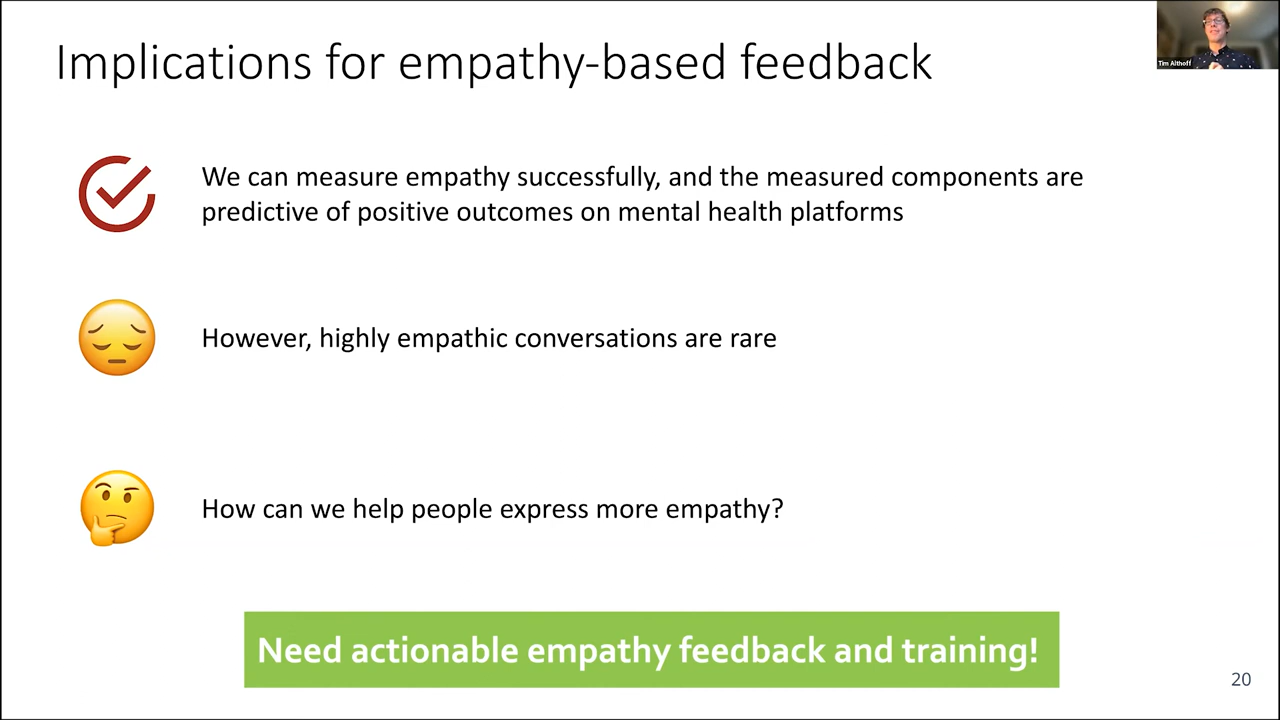 Implications for empathy-based feedback
Tim Althoff
We can measure empathy successfully, and the measured components are
predictive of positive outcomes on mental health platforms
However, highly empathic conversations are rare
How can we help people express more empathy?
Need actionable empathy feedback and training!
20